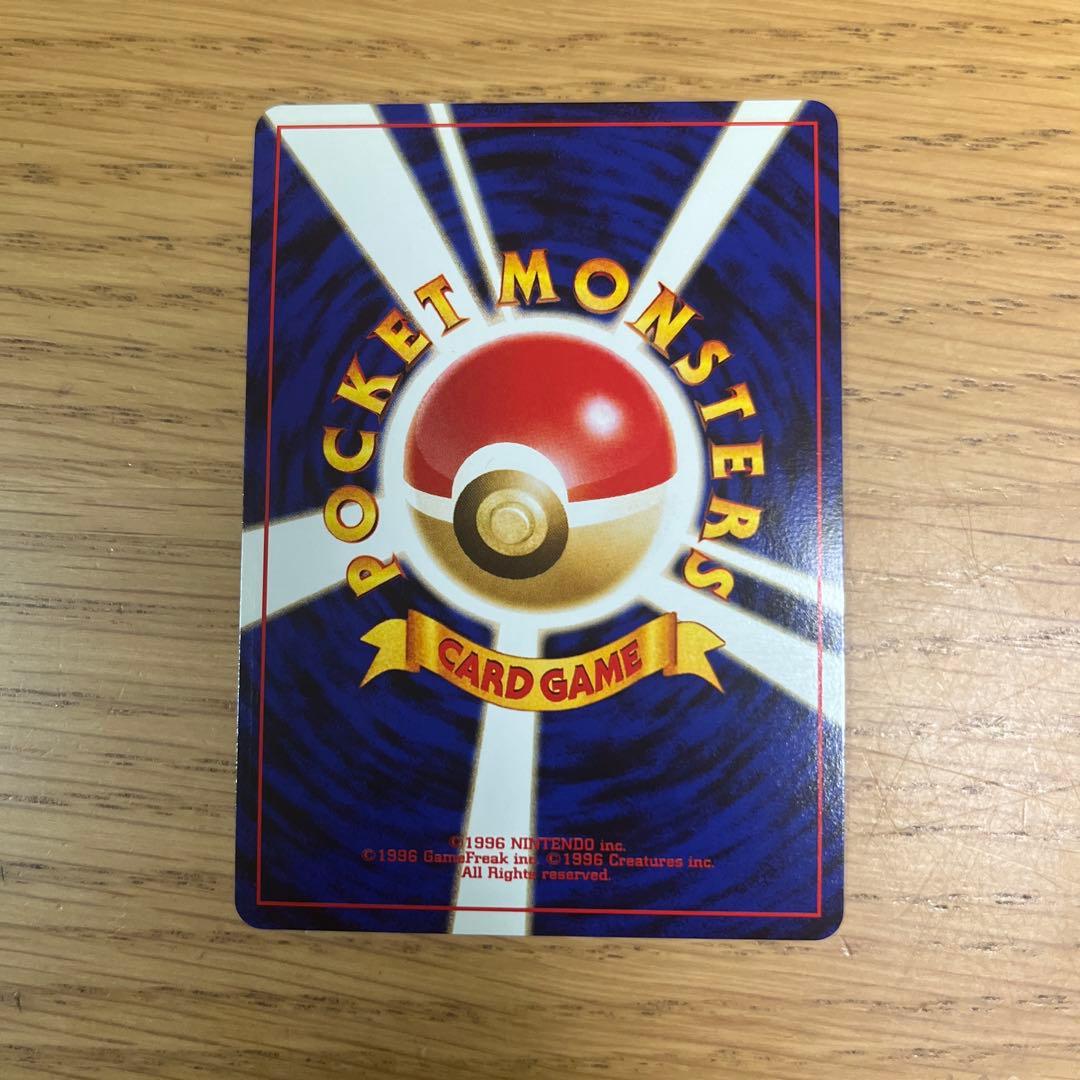 POCKET MONSTERS
CARD GAME
©1996 NINTENDO inc.
©1996 GameFreak inc. ©1996 Creatures inc.
All Rights reserved.